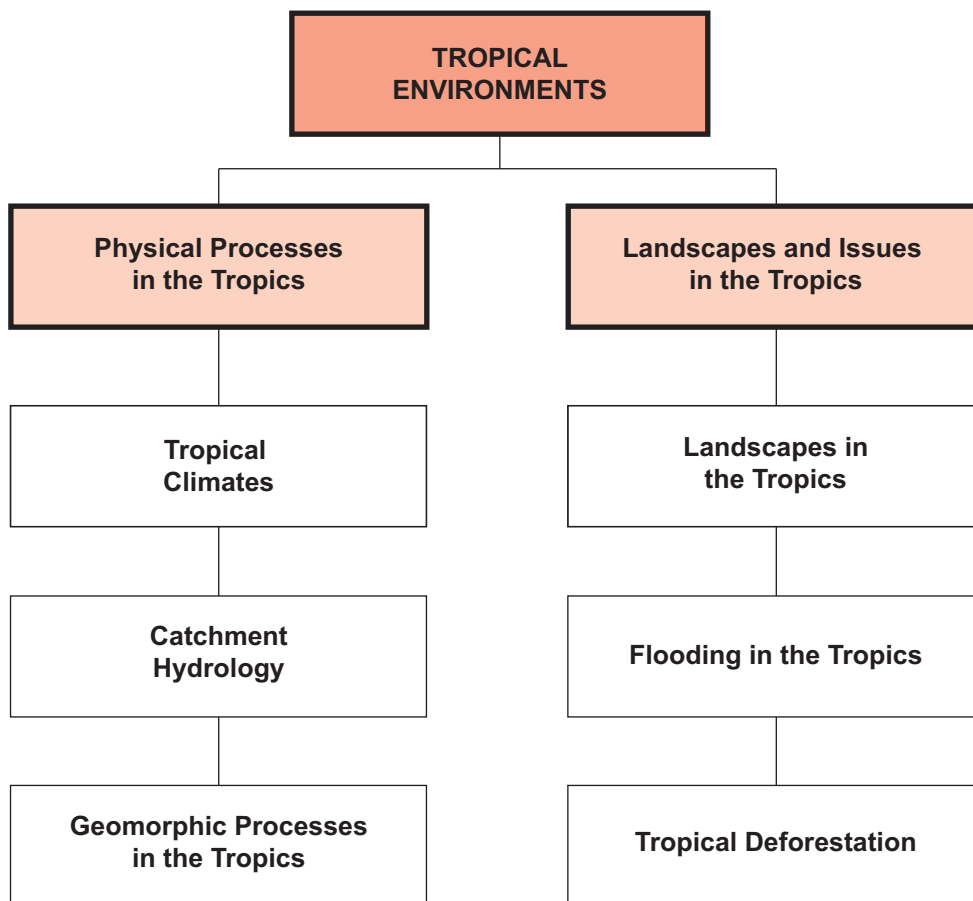 TROPICAL
ENVIRONMENTS
Physical Processes
in the Tropics
Landscapes and Issues
in the Tropics
Tropical
Climates
Landscapes in
the Tropics
Catchment
Hydrology
Flooding in the Tropics
Geomorphic Processes
in the Tropics
Tropical Deforestation